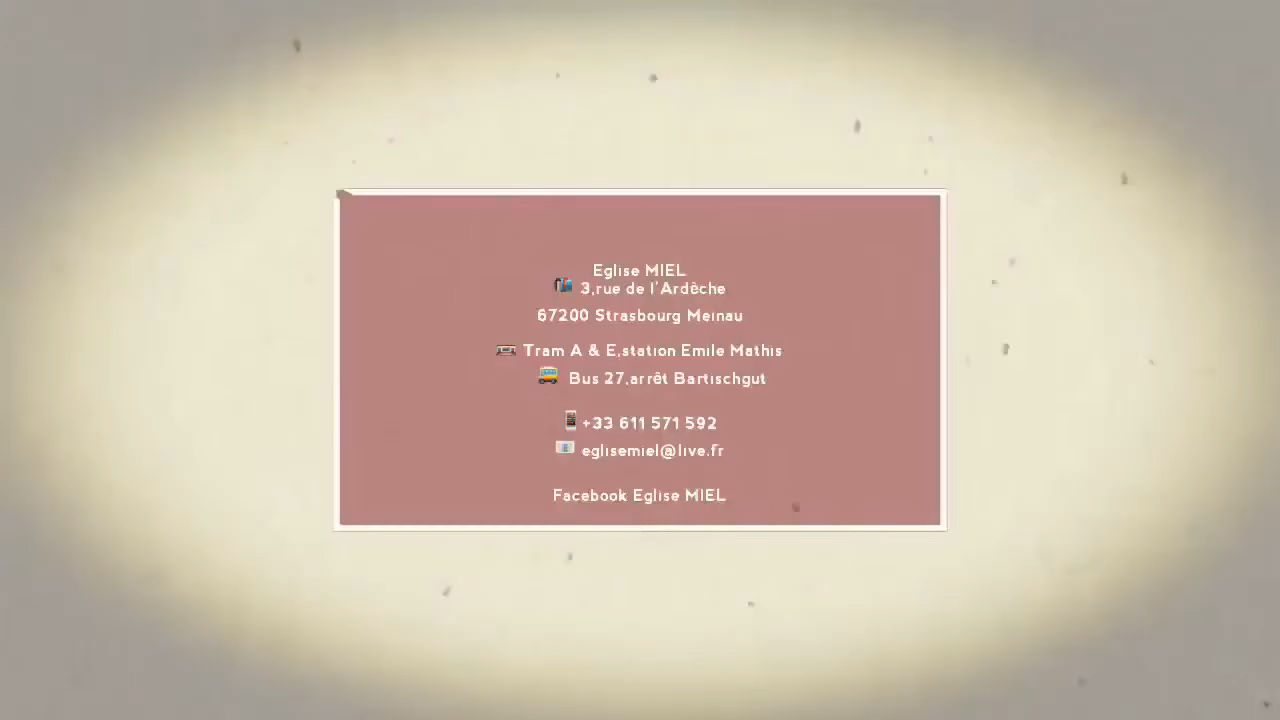 Eglise MIEL
3,rue de l'Ardèche
67200 Strasbourg Meinau
Tram A & E,station Emile Mathis
Bus 27,arrêt Bartischgut
+33 611 571 592
eglisemiel@live.fr
Facebook Eglise MIEL